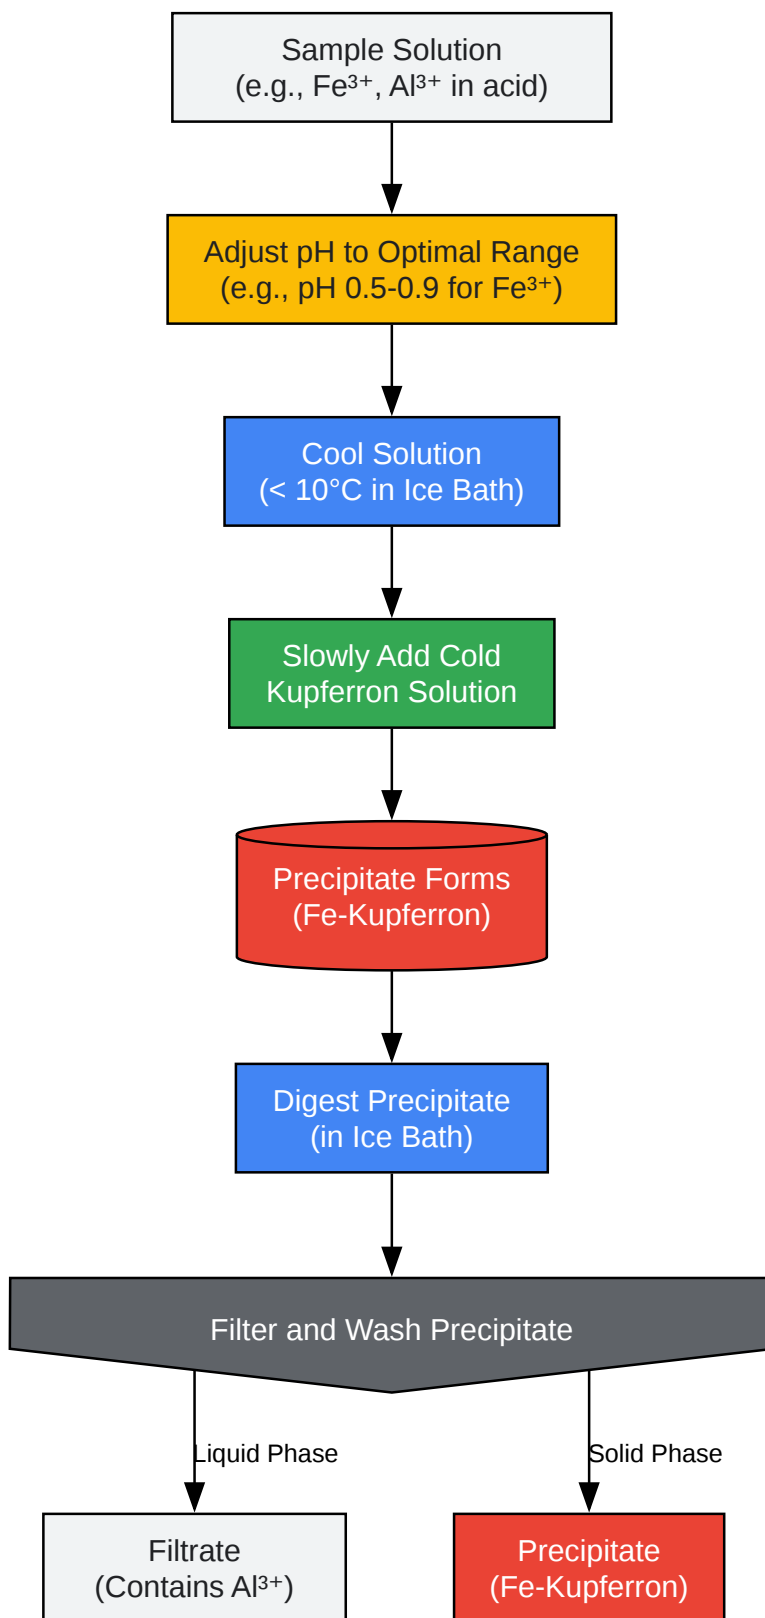 Sample Solution
(e.g., Fe³⁺, Al³⁺ in acid)
Adjust pH to Optimal Range
(e.g., pH 0.5-0.9 for Fe³⁺)
Cool Solution
(< 10°C in Ice Bath)
Slowly Add Cold
Kupferron Solution
Precipitate Forms
(Fe-Kupferron)
Digest Precipitate
(in Ice Bath)
Filter and Wash Precipitate
Liquid Phase
Solid Phase
Filtrate
(Contains Al³⁺)
Precipitate
(Fe-Kupferron)